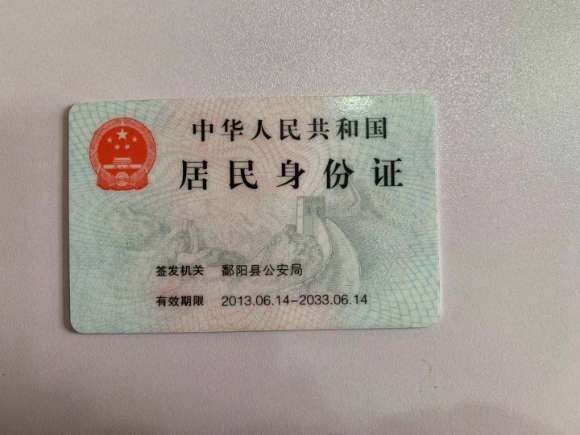 中华人民共和国
居民身份证
签发机关 鄱阳县公安局
有效期限 2013.06.14-2033.06.14